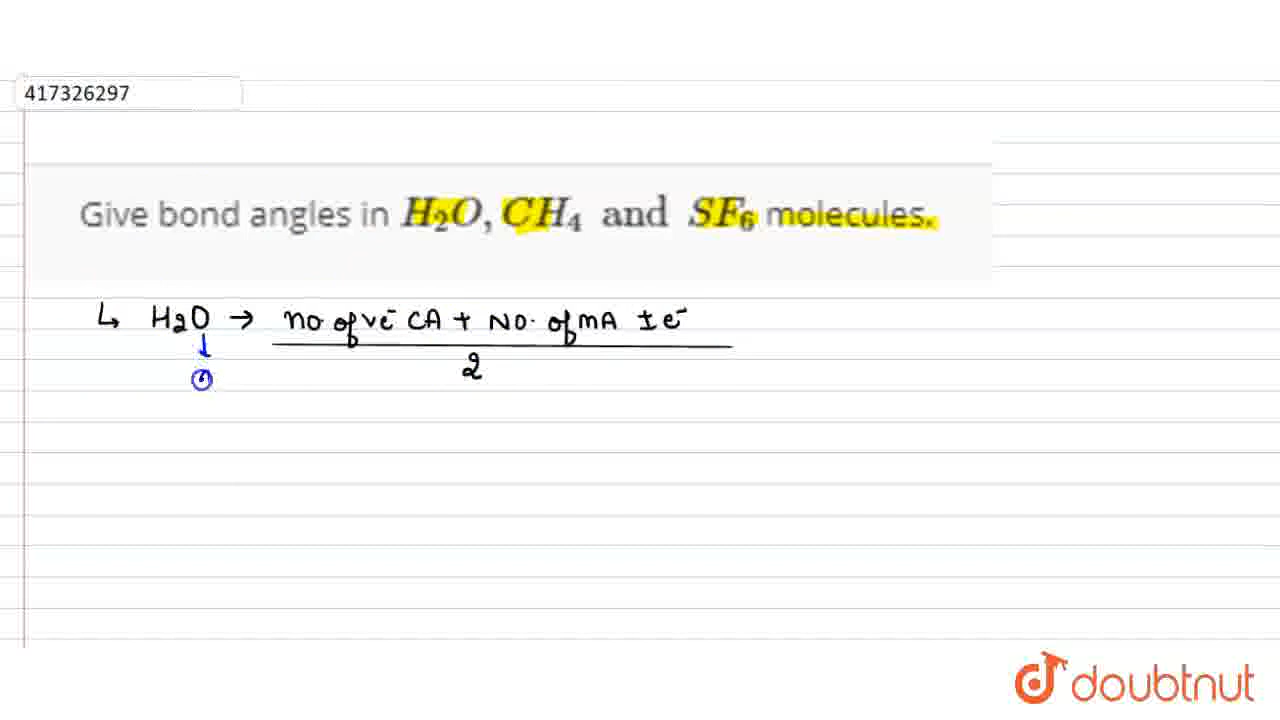 417326297
Give bond angles in H₂O, CH₄ and SF₆ molecules.
↳ H₂O → no. of ve⁻ CA + No. of MA ± e⁻
2
doubtnut